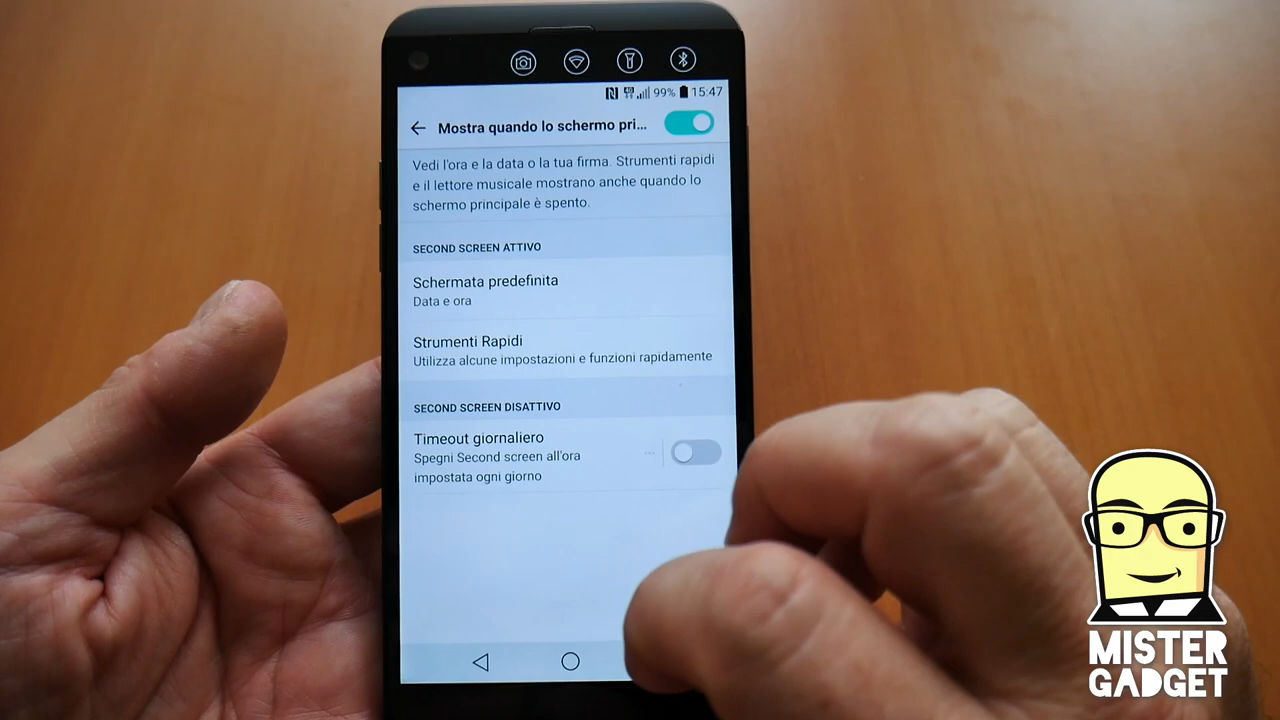 99% 15:47
Mostra quando lo schermo pri...
Vedi l'ora e la data o la tua firma. Strumenti rapidi
e il lettore musicale mostrano anche quando lo
schermo principale è spento.
SECOND SCREEN ATTIVO
Schermata predefinita
Data e ora
Strumenti Rapidi
Utilizza alcune impostazioni e funzioni rapidamente
SECOND SCREEN DISATTIVO
Timeout giornaliero
Spegni Second screen all'ora
impostata ogni giorno
MISTER
GADGET